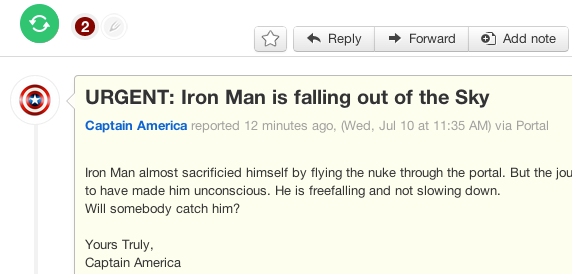 2
Reply Forward Add note
URGENT: Iron Man is falling out of the Sky
Captain America reported 12 minutes ago, (Wed, Jul 10 at 11:35 AM) via Portal
Iron Man almost sacrificied himself by flying the nuke through the portal. But the
to have made him unconscious. He is freefalling and not slowing down.
Will somebody catch him?
Yours Truly,
Captain America